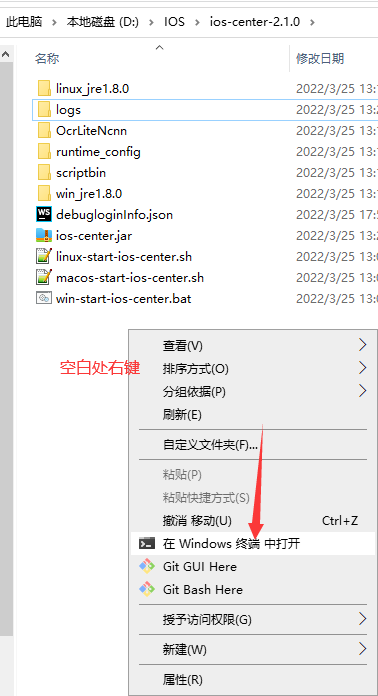 此电脑 > 本地磁盘 (D:) > IOS > ios-center-2.1.0 >
名称 修改日期
linux_jre1.8.0 2022/3/25 13:
logs 2022/3/25 13:
OcrLiteNcnn 2022/3/25 13:
runtime_config 2022/3/25 13:
scriptbin 2022/3/25 13:
win_jre1.8.0 2022/3/25 13:
WS debugloginInfo.json 2022/3/25 17:
ios-center.jar 2022/3/25 13:
linux-start-ios-center.sh 2022/3/25 13:
macos-start-ios-center.sh 2022/3/25 13:
win-start-ios-center.bat 2022/3/25 13:
查看(V)
空白处右键 排序方式(O)
分组依据(P)
刷新(E)
自定义文件夹(F)...
粘贴(P)
粘贴快捷方式(S)
撤消 移动(U) Ctrl+Z
在 Windows 终端 中打开
Git GUI Here
Git Bash Here
授予访问权限(G)
新建(W)
属性(R)